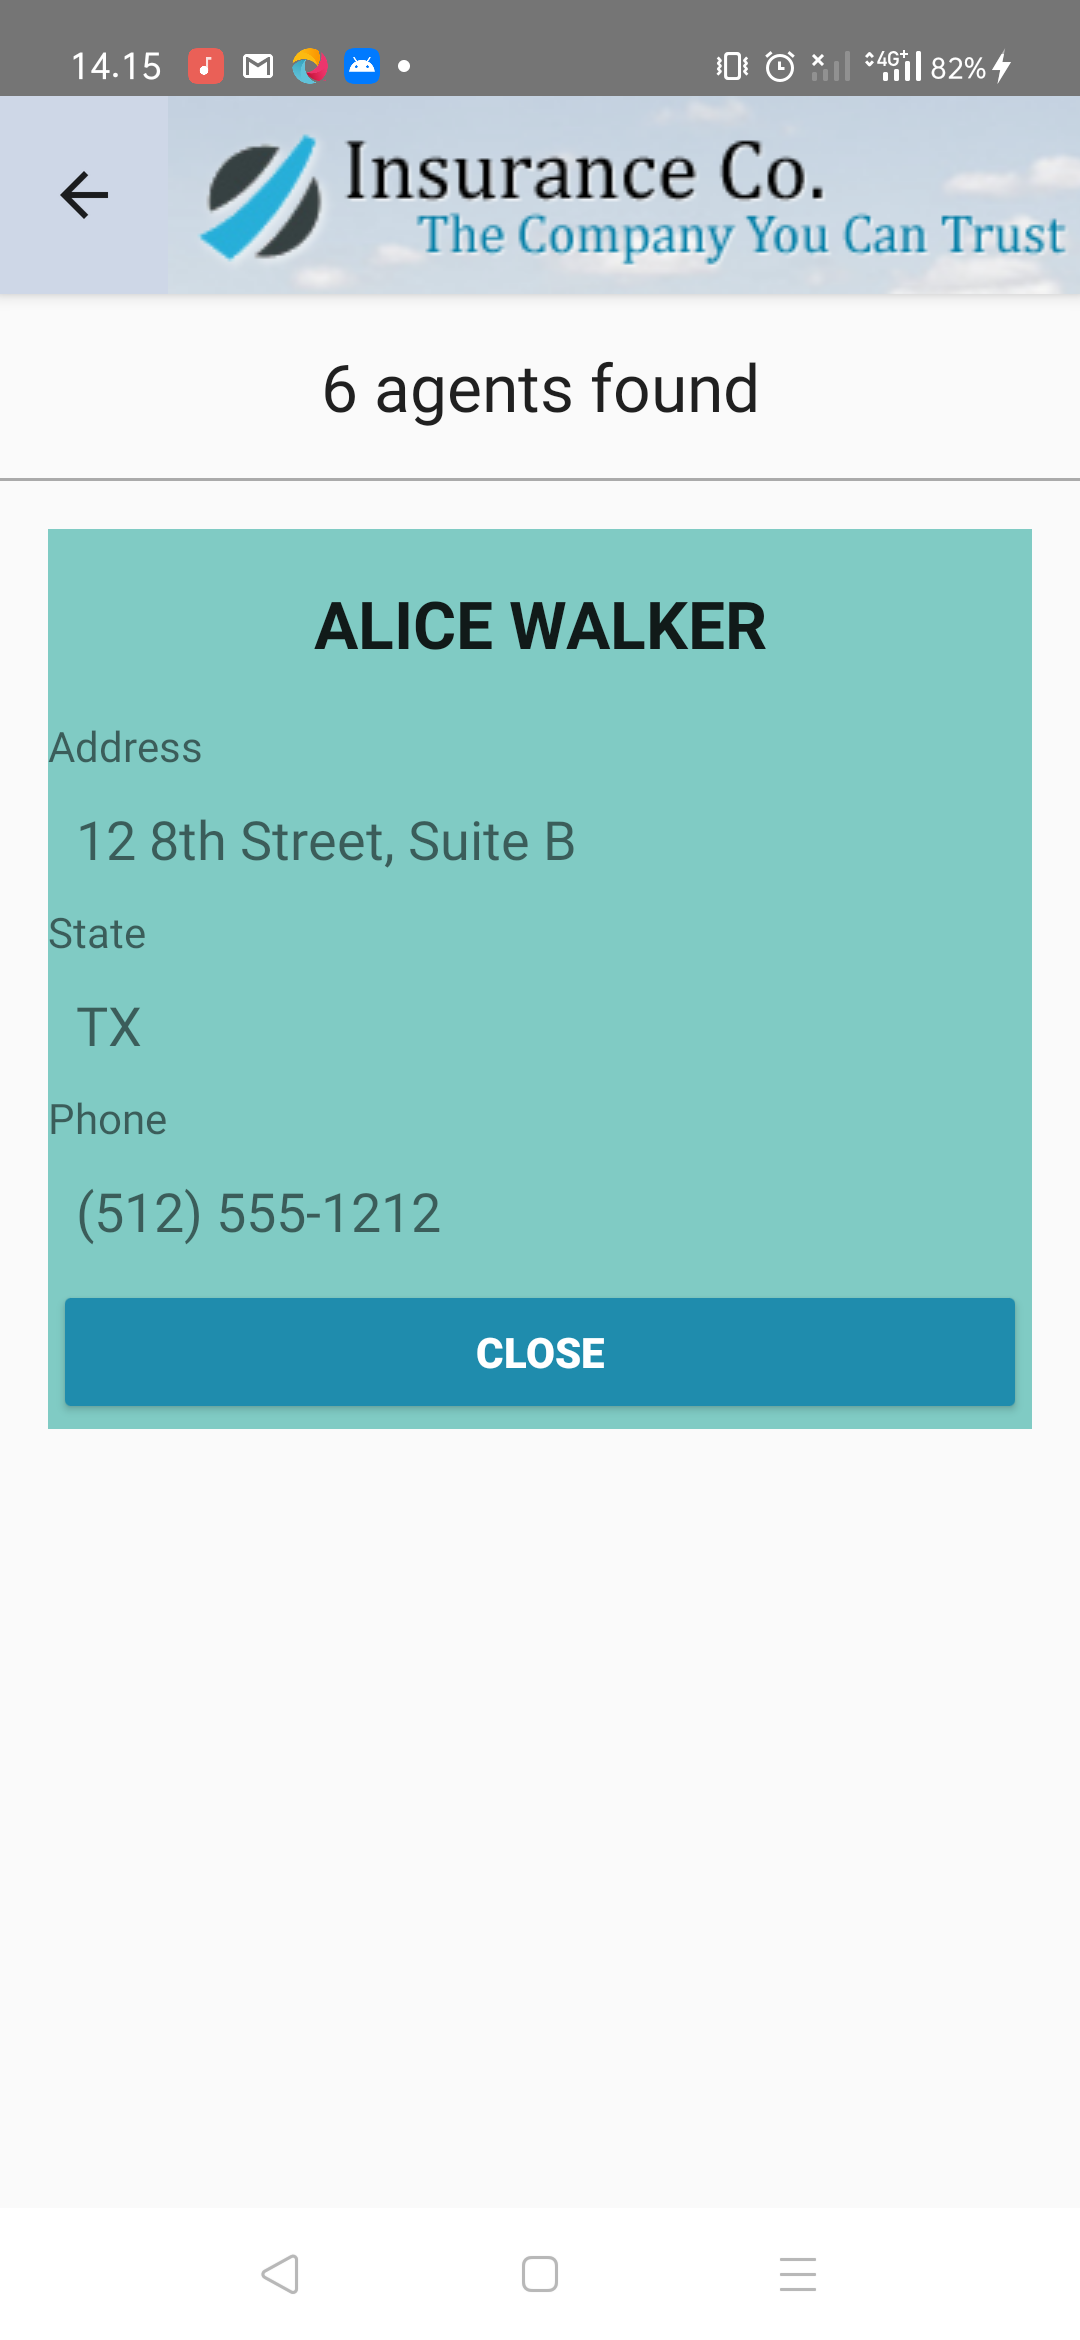 14.15 4G+ 82%
Insurance Co.
The Company You Can Trust
6 agents found
ALICE WALKER
Address
12 8th Street, Suite B
State
TX
Phone
(512) 555-1212
CLOSE